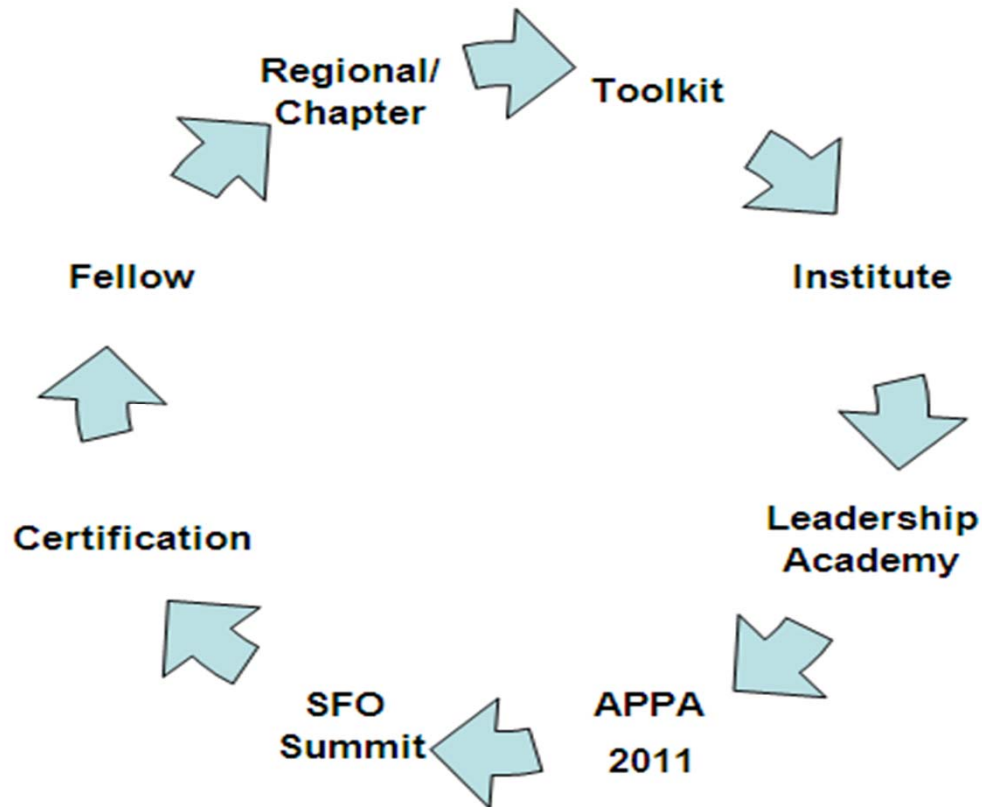 Regional/
Chapter
Toolkit
Institute
Leadership
Academy
APPA
2011
SFO
Summit
Certification
Fellow